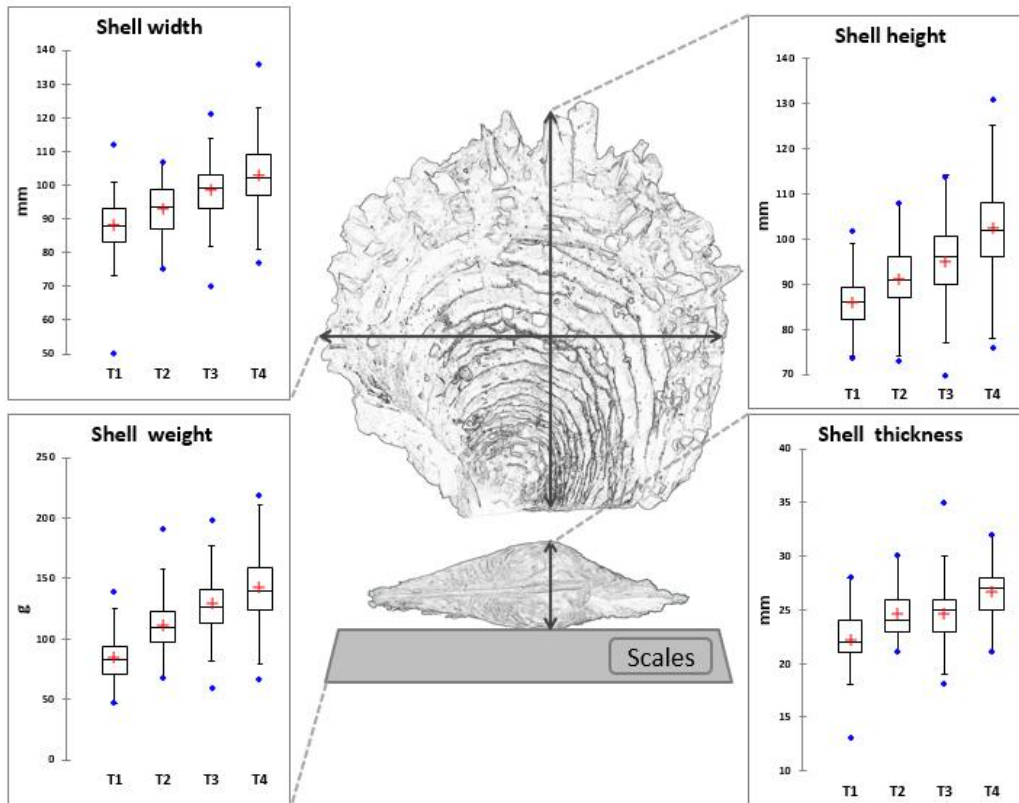 Shell width
140
130
120
110
100
90
80
70
60
50
mm
T1 T2 T3 T4
Shell height
140
130
120
110
100
90
80
70
mm
T1 T2 T3 T4
Shell weight
250
200
150
100
50
0
g
T1 T2 T3 T4
Shell thickness
40
35
30
25
20
15
10
mm
T1 T2 T3 T4
Scales